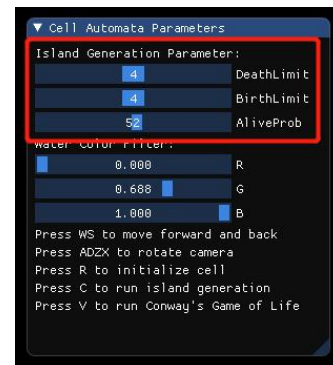 Cell Automata Parameters
Island Generation Parameter:
4 DeathLimit
4 BirthLimit
52 AliveProb
Water Color Filter:
0.000 R
0.688 G
1.000 B
Press WS to move forward and back
Press ADZX to rotate camera
Press R to initialize cell
Press C to run island generation
Press V to run Conway's Game of Life